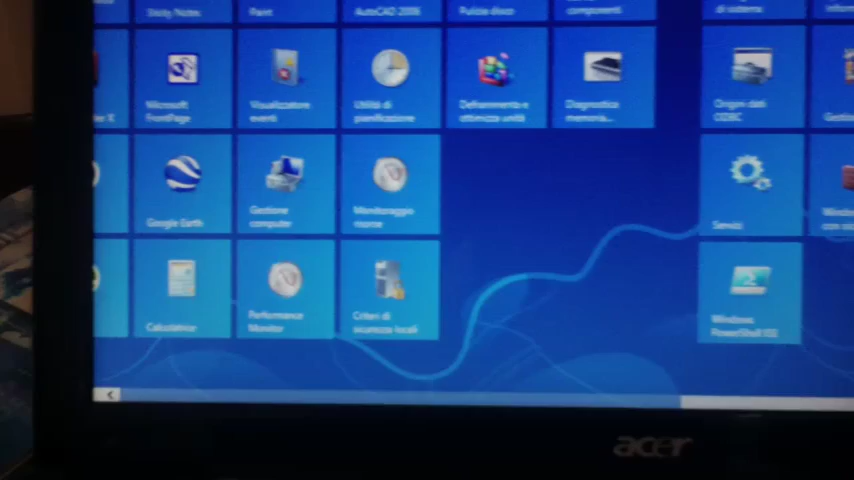 Sticky Notes
Paint
AutoCAD 2006
Pulizia disco
componenti
di sistema
Microsoft
FrontPage
Visualizzatore
eventi
Utilità di
pianificazione
Deframmenta e
ottimizza unità
Diagnostica
memoria...
Origini dati
ODBC
Google Earth
Gestione
computer
Monitoraggio
risorse
Servizi
Windows
Calcolatrice
Performance
Monitor
Criteri di
sicurezza locali
Windows
PowerShell ISE
acer